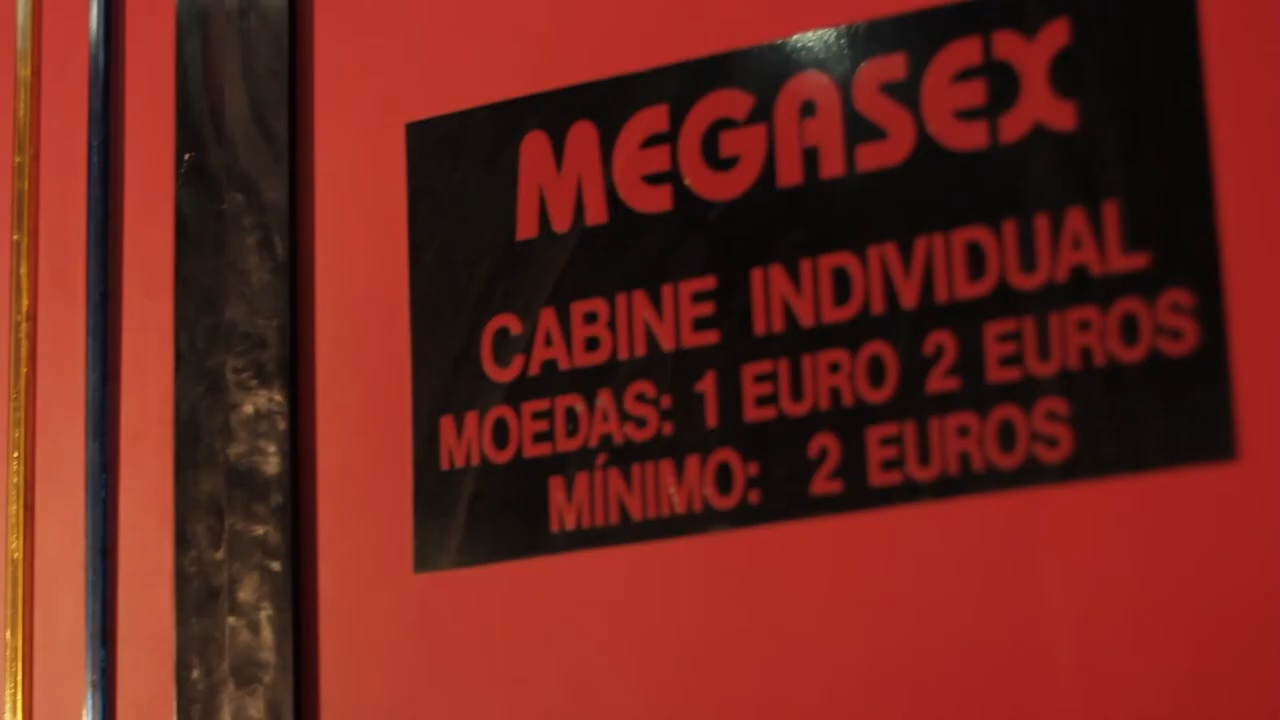 MEGASEX
CABINE INDIVIDUAL
MOEDAS: 1 EURO 2 EUROS
MÍNIMO: 2 EUROS